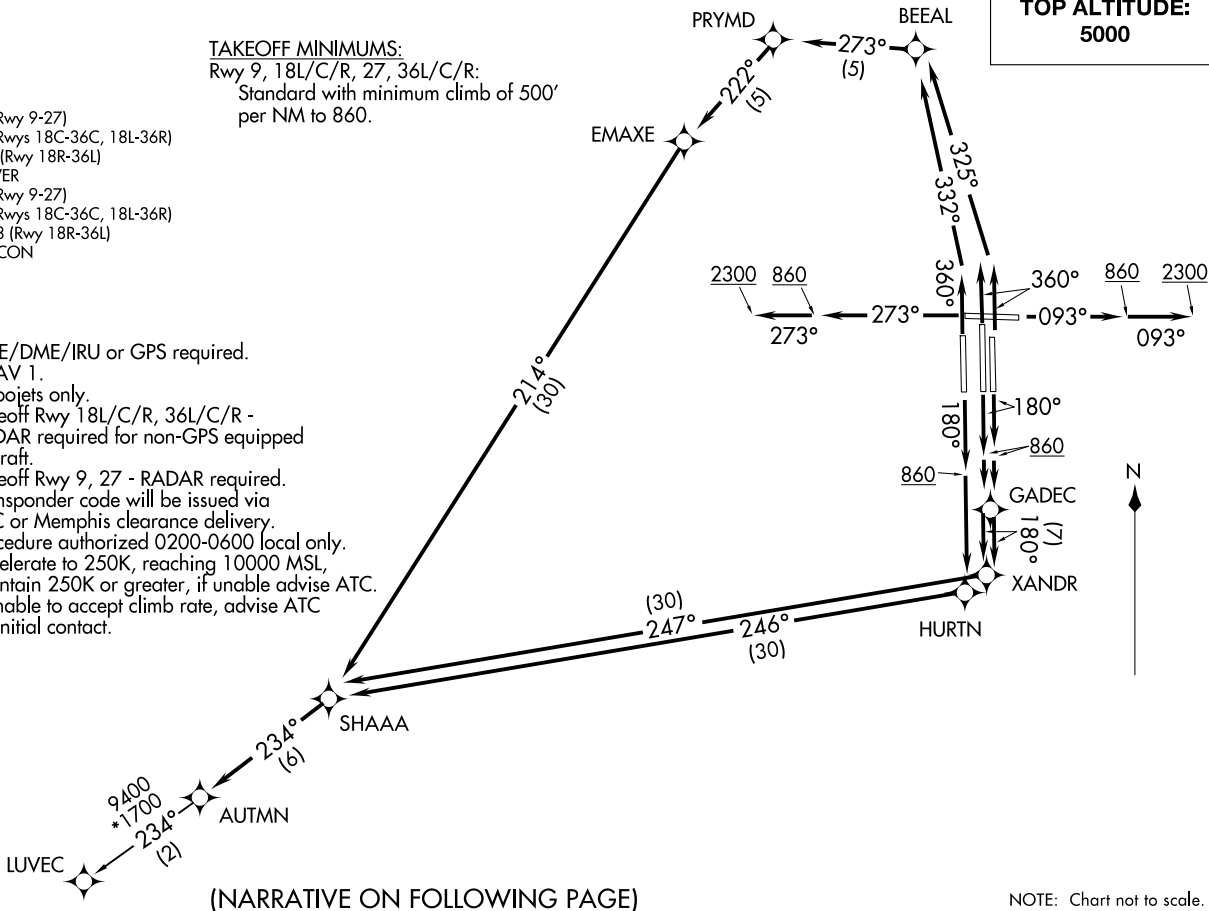 TOP ALTITUDE:
5000
TAKEOFF MINIMUMS:
Rwy 9, 18L/C/R, 27, 36L/C/R:
Standard with minimum climb of 500'
per NM to 860.
Rwy 9-27)
Rwys 18C-36C, 18L-36R)
(Rwy 18R-36L)
Rwy 9-27)
Rwys 18C-36C, 18L-36R)
(Rwy 18R-36L)
CON
E/DME/IRU or GPS required.
AV 1.
bojets only.
eoff Rwy 18L/C/R, 36L/C/R -
DAR required for non-GPS equipped
raft.
eoff Rwy 9, 27 - RADAR required.
nsponder code will be issued via
C or Memphis clearance delivery.
cedure authorized 0200-0600 local only.
elerate to 250K, reaching 10000 MSL,
ntain 250K or greater, if unable advise ATC.
nable to accept climb rate, advise ATC
nitial contact.
PRYMD
BEEAL
273°
(5)
222°
(5)
EMAXE
325°
332°
360°
360°
2300
860
273°
273°
093°
860
2300
093°
214°
(30)
180°
180°
860
860
GADEC
(7)
180°
XANDR
HURTN
(30)
247°
246°
(30)
SHAAA
234°
(6)
AUTMN
9400
*1700
234°
(2)
LUVEC
N
(NARRATIVE ON FOLLOWING PAGE)
NOTE: Chart not to scale.